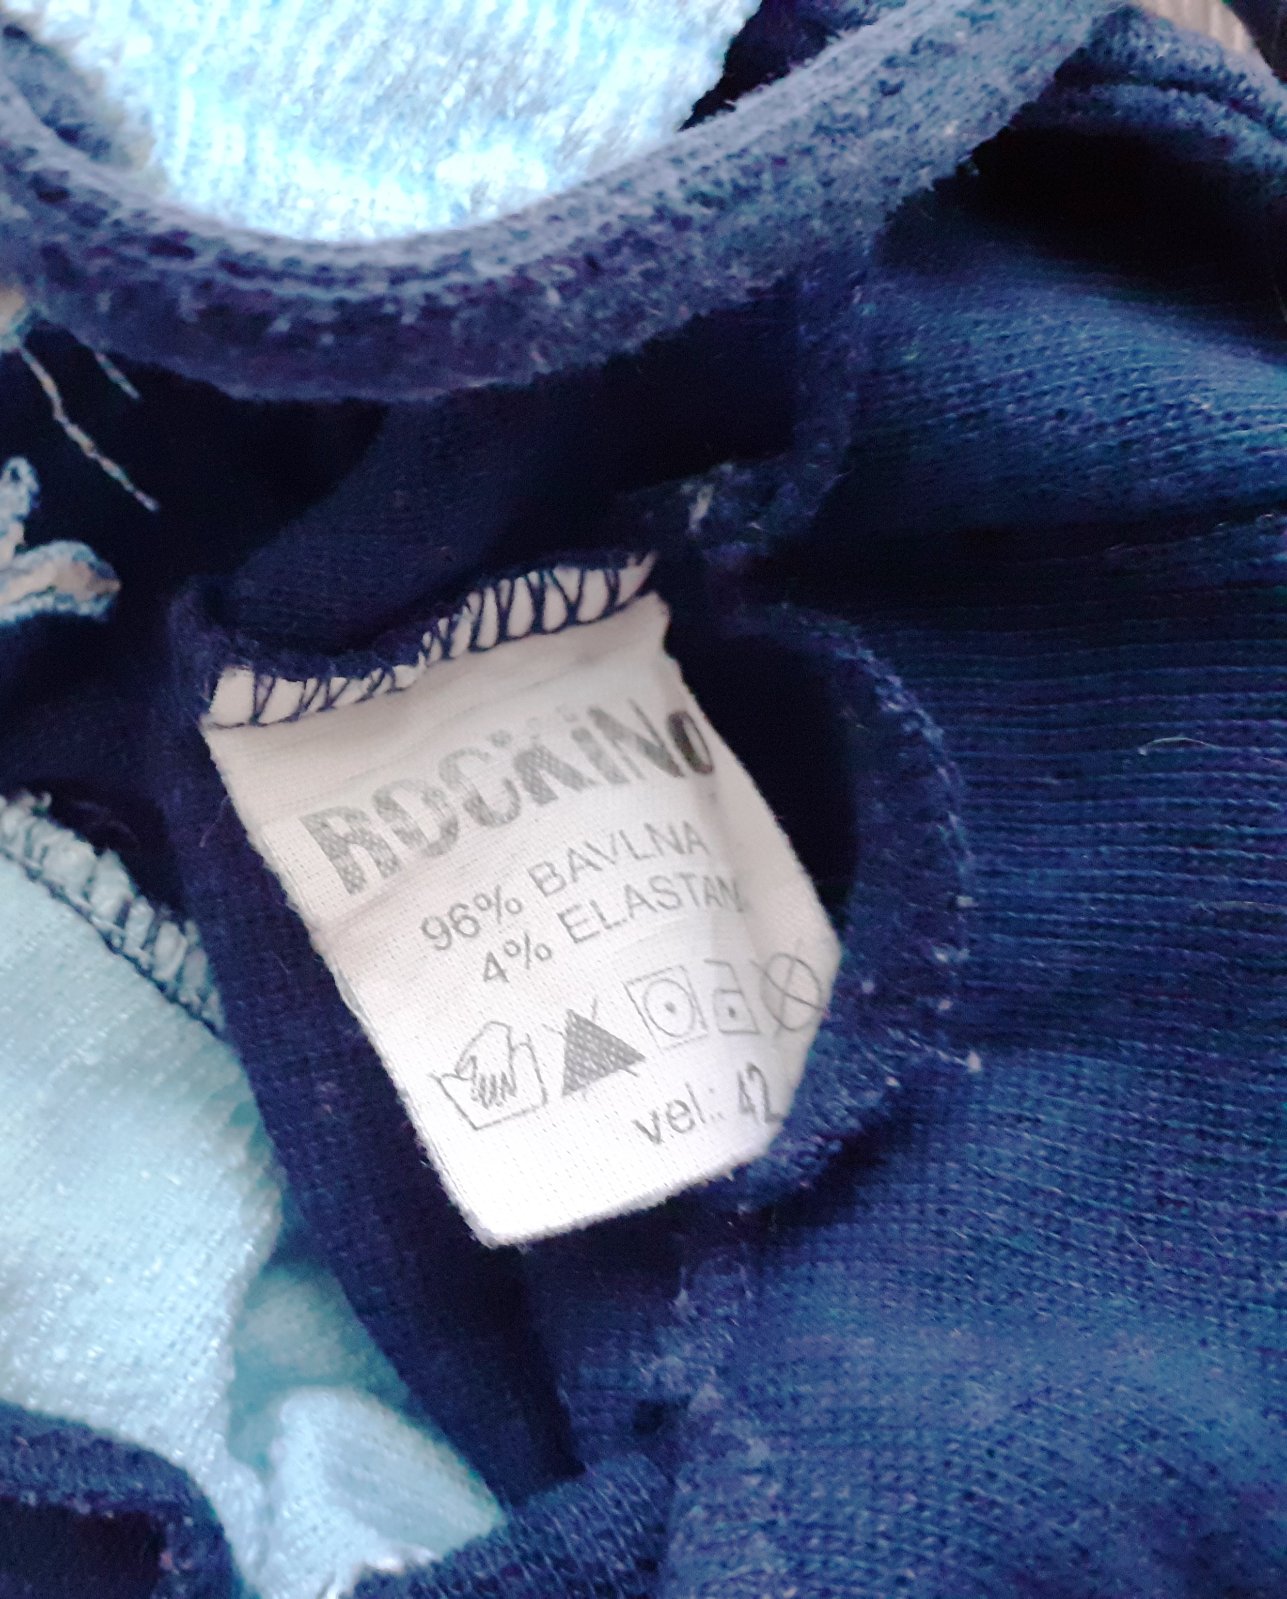 ROCKINO
96% BAVLNA
4% ELASTAN
vel.: 42